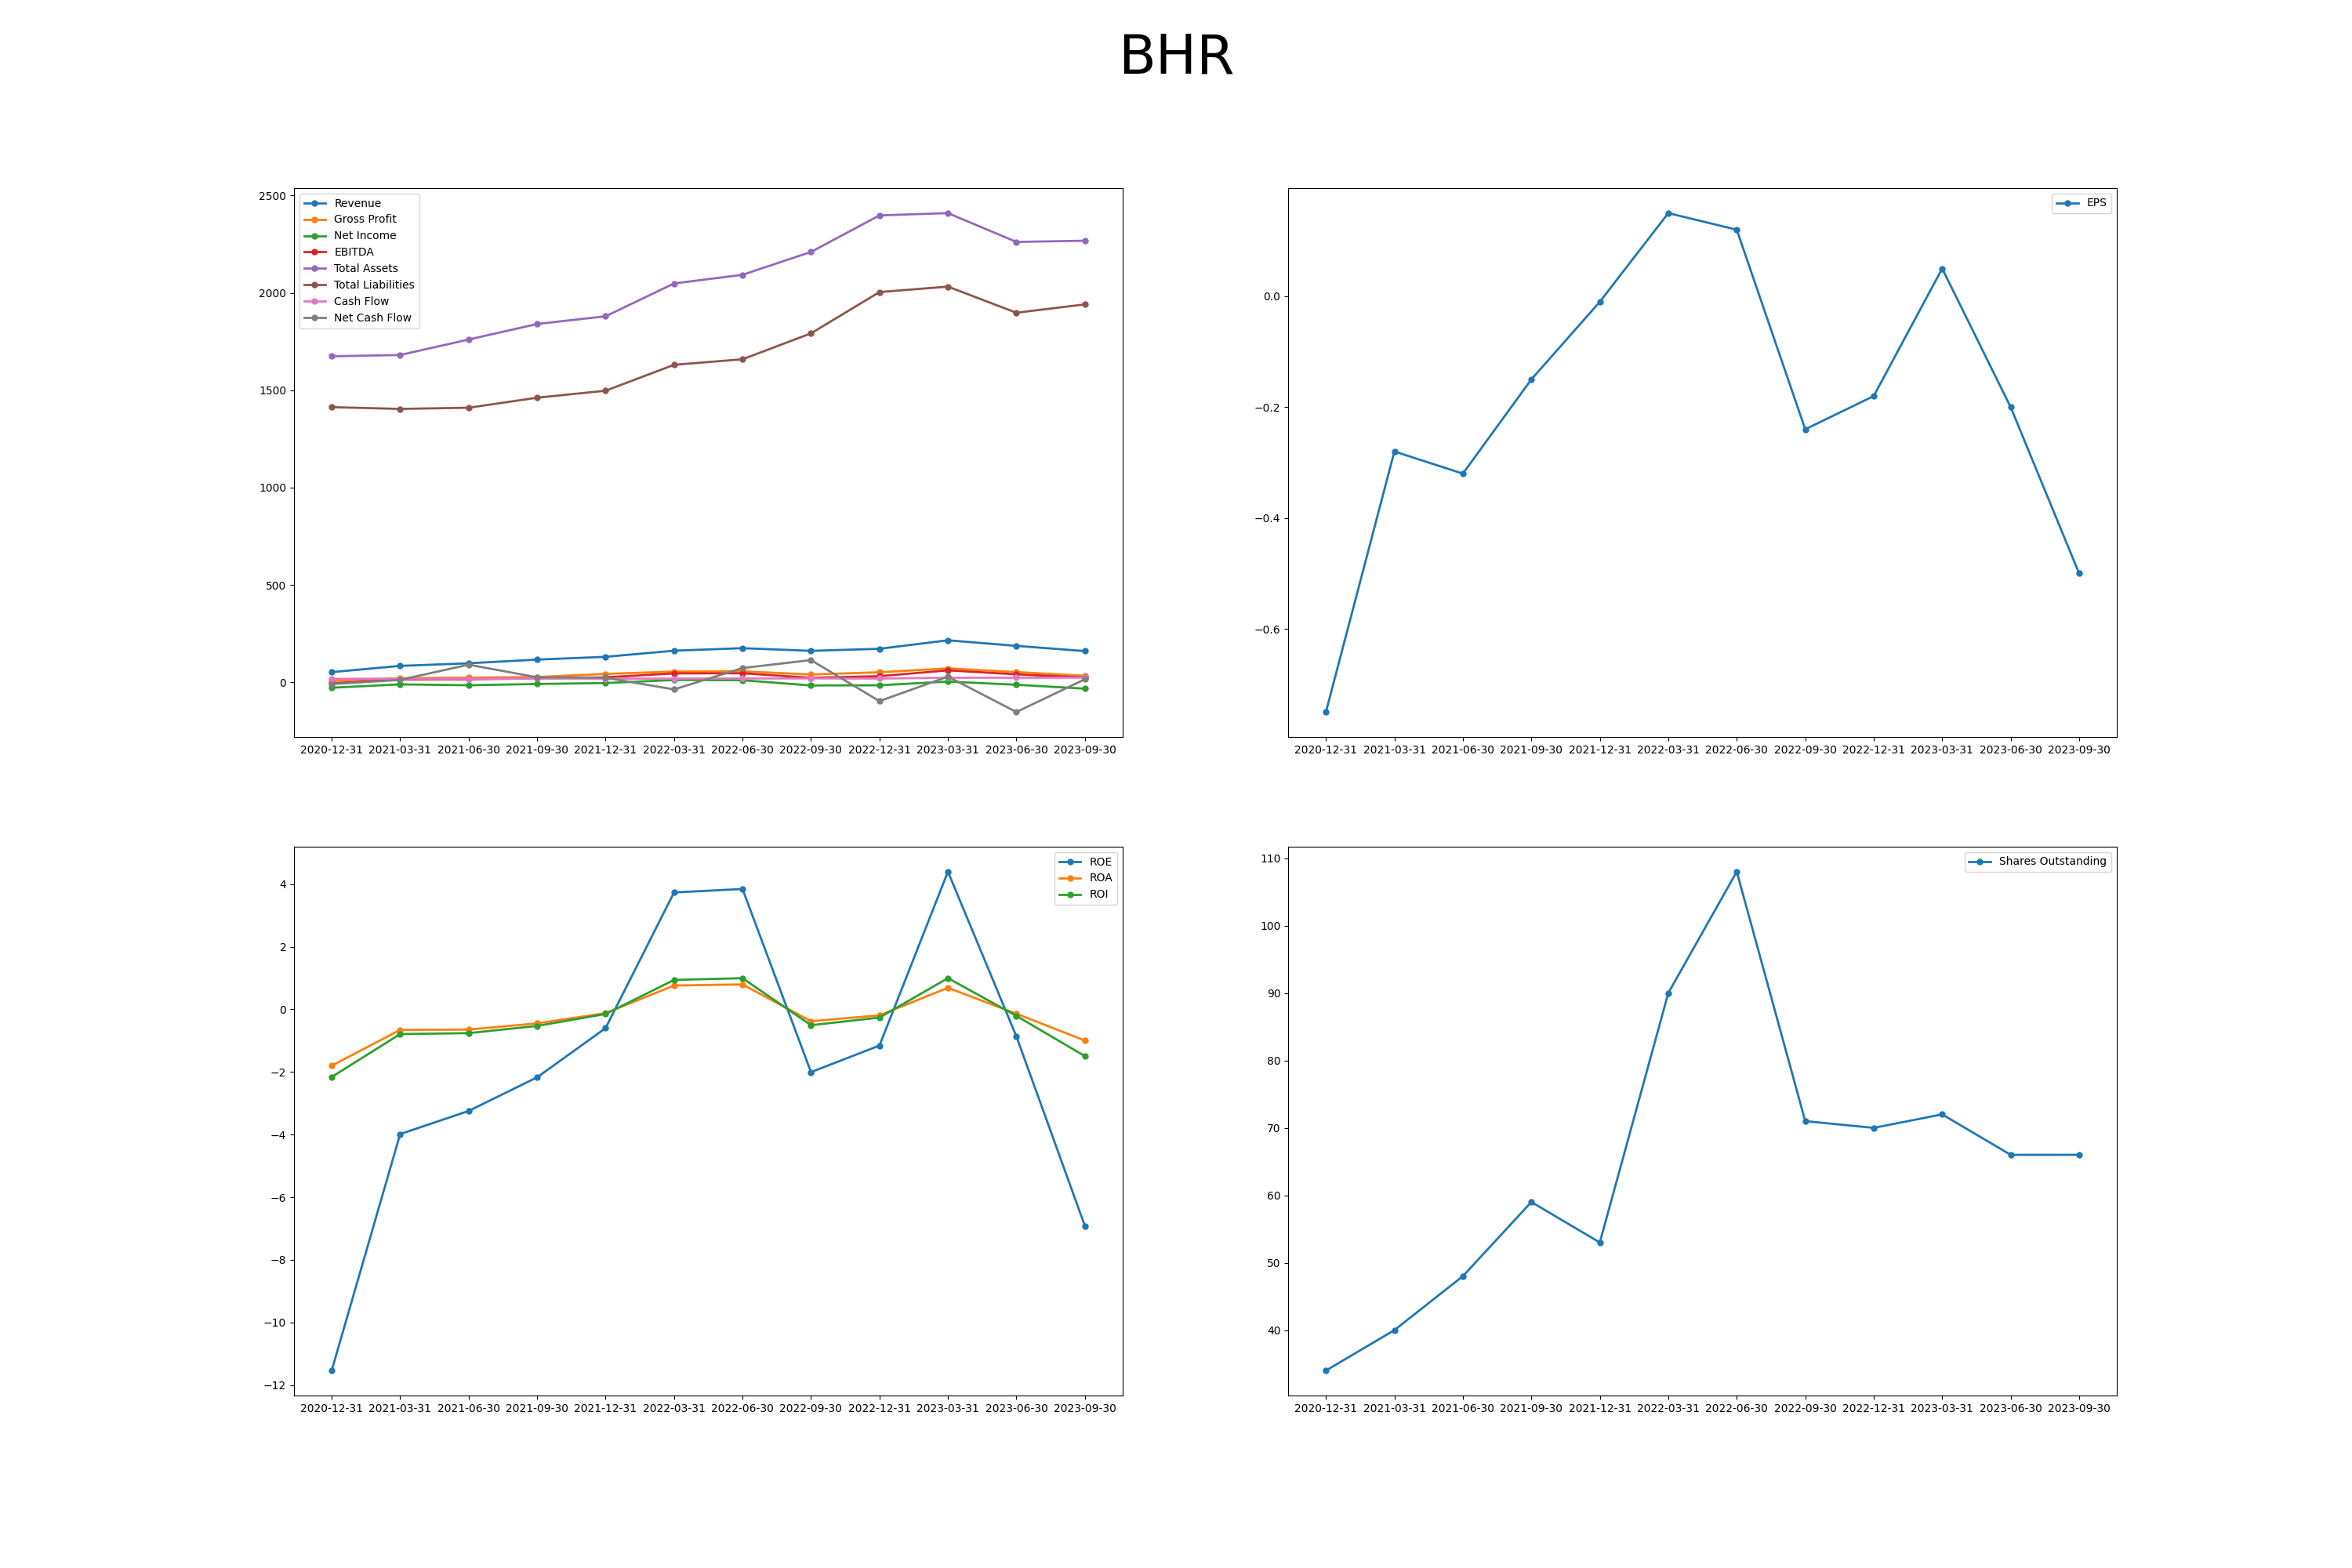 BHR
2500
2000
1500
1000
500
0
Revenue
Gross Profit
Net Income
EBITDA
Total Assets
Total Liabilities
Cash Flow
Net Cash Flow
2020-12-31 2021-03-31 2021-06-30 2021-09-30 2021-12-31 2022-03-31 2022-06-30 2022-09-30 2022-12-31 2023-03-31 2023-06-30 2023-09-30
EPS
0.0
−0.2
−0.4
−0.6
2020-12-31 2021-03-31 2021-06-30 2021-09-30 2021-12-31 2022-03-31 2022-06-30 2022-09-30 2022-12-31 2023-03-31 2023-06-30 2023-09-30
ROE
ROA
ROI
4
2
0
−2
−4
−6
−8
−10
−12
2020-12-31 2021-03-31 2021-06-30 2021-09-30 2021-12-31 2022-03-31 2022-06-30 2022-09-30 2022-12-31 2023-03-31 2023-06-30 2023-09-30
Shares Outstanding
110
100
90
80
70
60
50
40
2020-12-31 2021-03-31 2021-06-30 2021-09-30 2021-12-31 2022-03-31 2022-06-30 2022-09-30 2022-12-31 2023-03-31 2023-06-30 2023-09-30